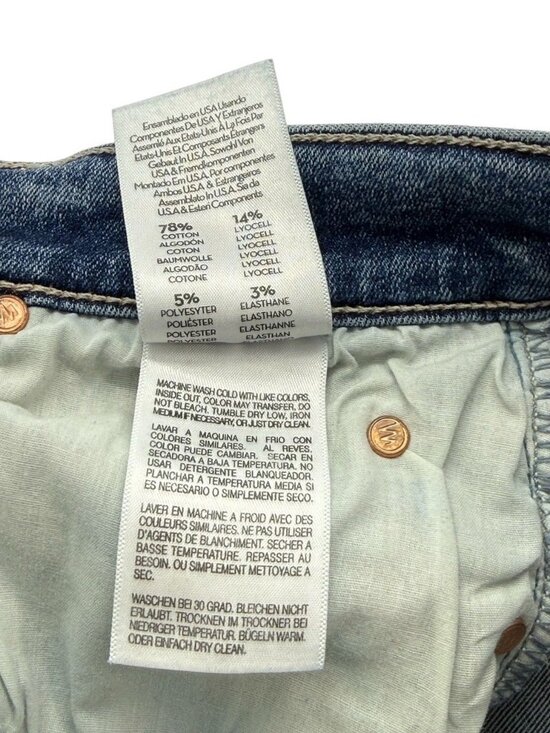 Ensamblado en USA Usando
Componentes De USA Y Extranjeros
Assemblé Aux Etats-Unis À La Fois Par
Etats-Unis Et Composants Étrangers
Gebaut In U.S.A. Sowohl Von
USA & Fremdkomponenten
Montado Em U.S.A. Por Componentes
Ambos U.S.A & Estrangeiros
Assemblato In U.S.A. Sia da
U.S.A & Esteri Components
78% 14%
COTTON LYOCELL
ALGODÓN LYOCELL
COTON LYOCELL
BAUMWOLLE LYOCELL
ALGODÃO LYOCELL
COTONE LYOCELL
5% 3%
POLYESYTER ELASTHANE
POLIÉSTER ELASTHANO
POLYESTER ELASTHANNE
POLYESTER ELASTHAN
MACHINE WASH COLD WITH LIKE COLORS,
INSIDE OUT, COLOR MAY TRANSFER, DO
NOT BLEACH. TUMBLE DRY LOW, IRON
MEDIUM IF NECESSARY, OR JUST DRY CLEAN.
LAVAR A MAQUINA EN FRIO CON
COLORES SIMILARES. AL REVES,
COLOR PUEDE CAMBIAR. SECAR EN
SECADORA A BAJA TEMPERATURA. NO
USAR DETERGENTE BLANQUEADOR.
PLANCHAR A TEMPERATURA MEDIA SI
ES NECESARIO O SIMPLEMENTE SECO.
LAVER EN MACHINE A FROID AVEC DES
COULEURS SIMILAIRES. NE PAS UTILISER
D'AGENTS DE BLANCHIMENT. SECHER A
BASSE TEMPERATURE. REPASSER AU
BESOIN. OU SIMPLEMENT METTOYAGE A
SEC.
WASCHEN BEI 30 GRAD. BLEICHEN NICHT
ERLAUBT. TROCKNEN IM TROCKNER BEI
NIEDRIGER TEMPERATUR. BÜGELN WARM.
ODER EINFACH DRY CLEAN.